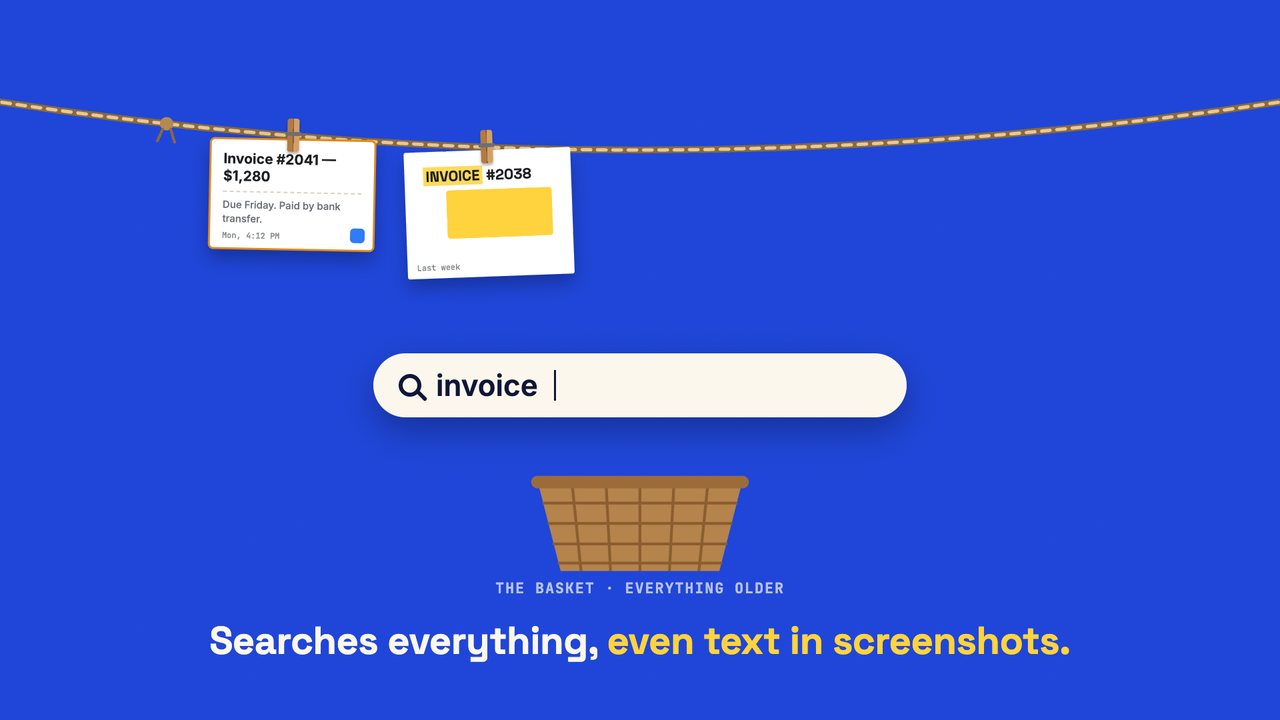 Invoice #2041 —
$1,280
Due Friday. Paid by bank
transfer.
Mon, 4:12 PM
INVOICE #2038
Last week
invoice
THE BASKET · EVERYTHING OLDER
Searches everything, even text in screenshots.